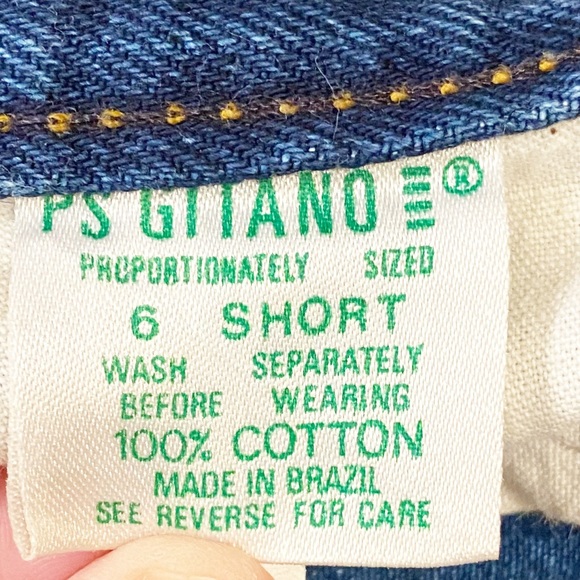 PS GITANO ®
PROPORTIONATELY SIZED
6 SHORT
WASH SEPARATELY
BEFORE WEARING
100% COTTON
MADE IN BRAZIL
SEE REVERSE FOR CARE